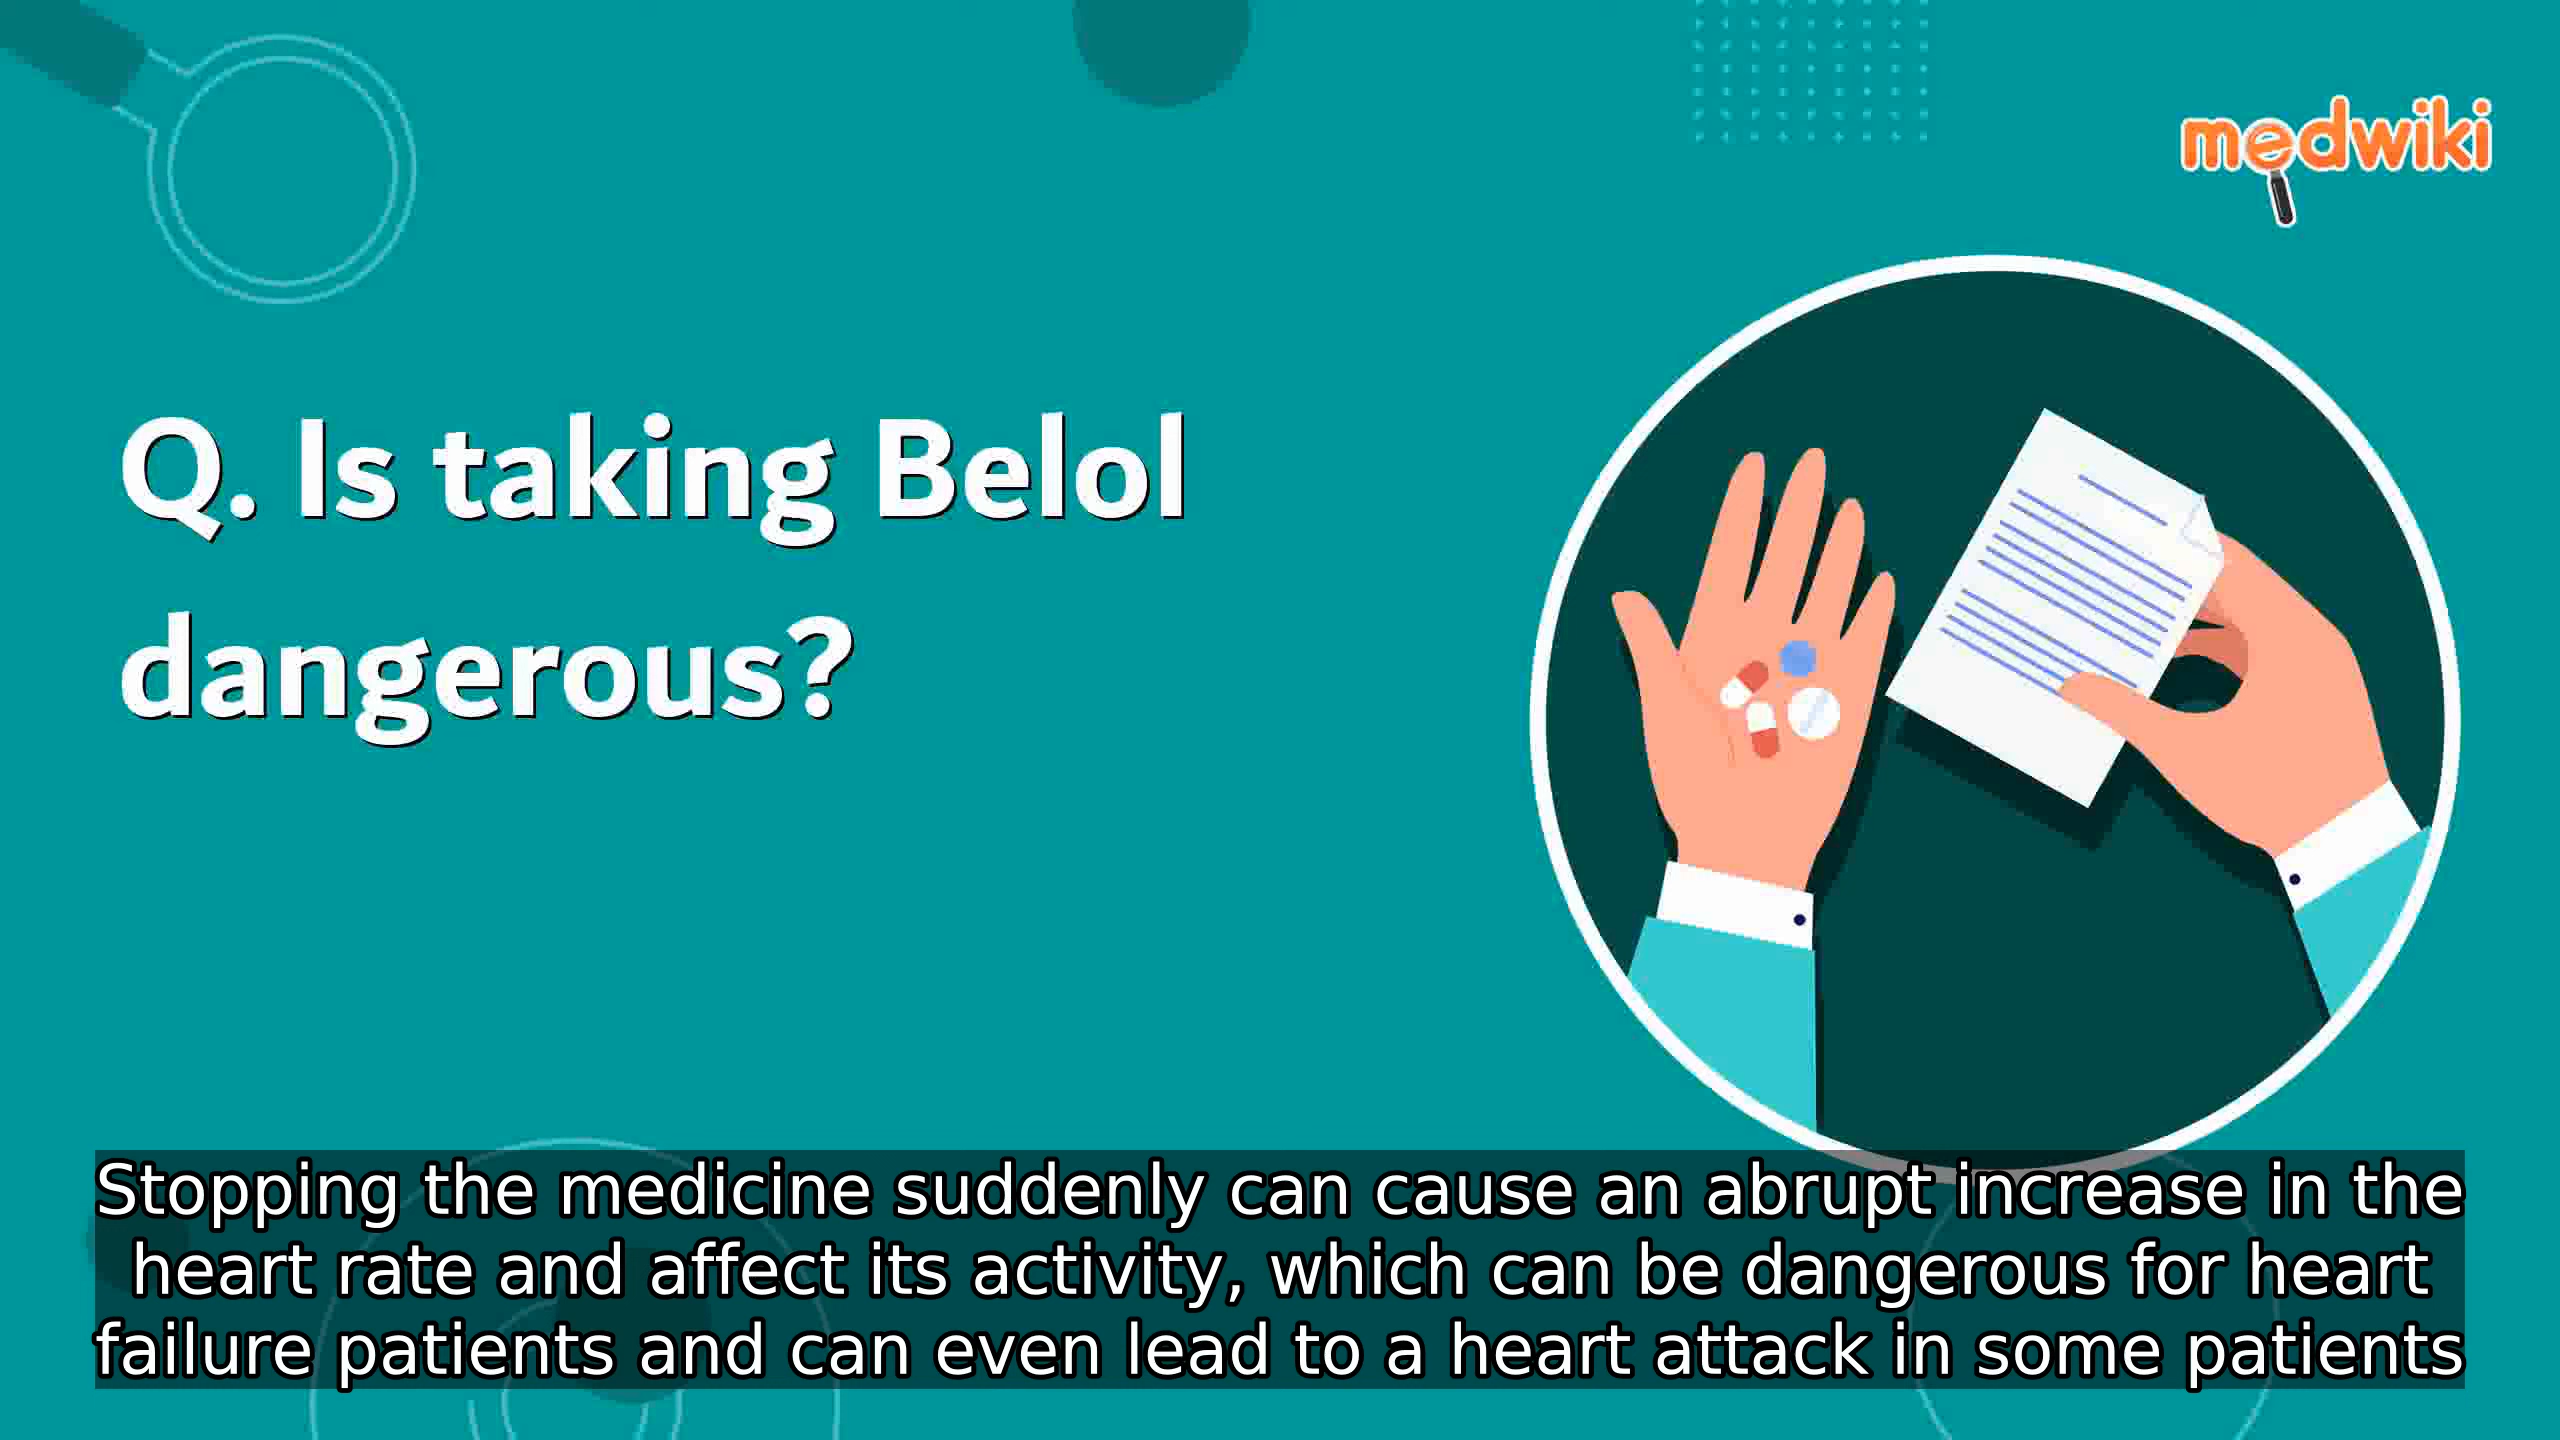 medwiki
Q. Is taking Belol
dangerous?
Stopping the medicine suddenly can cause an abrupt increase in the
heart rate and affect its activity, which can be dangerous for heart
failure patients and can even lead to a heart attack in some patients